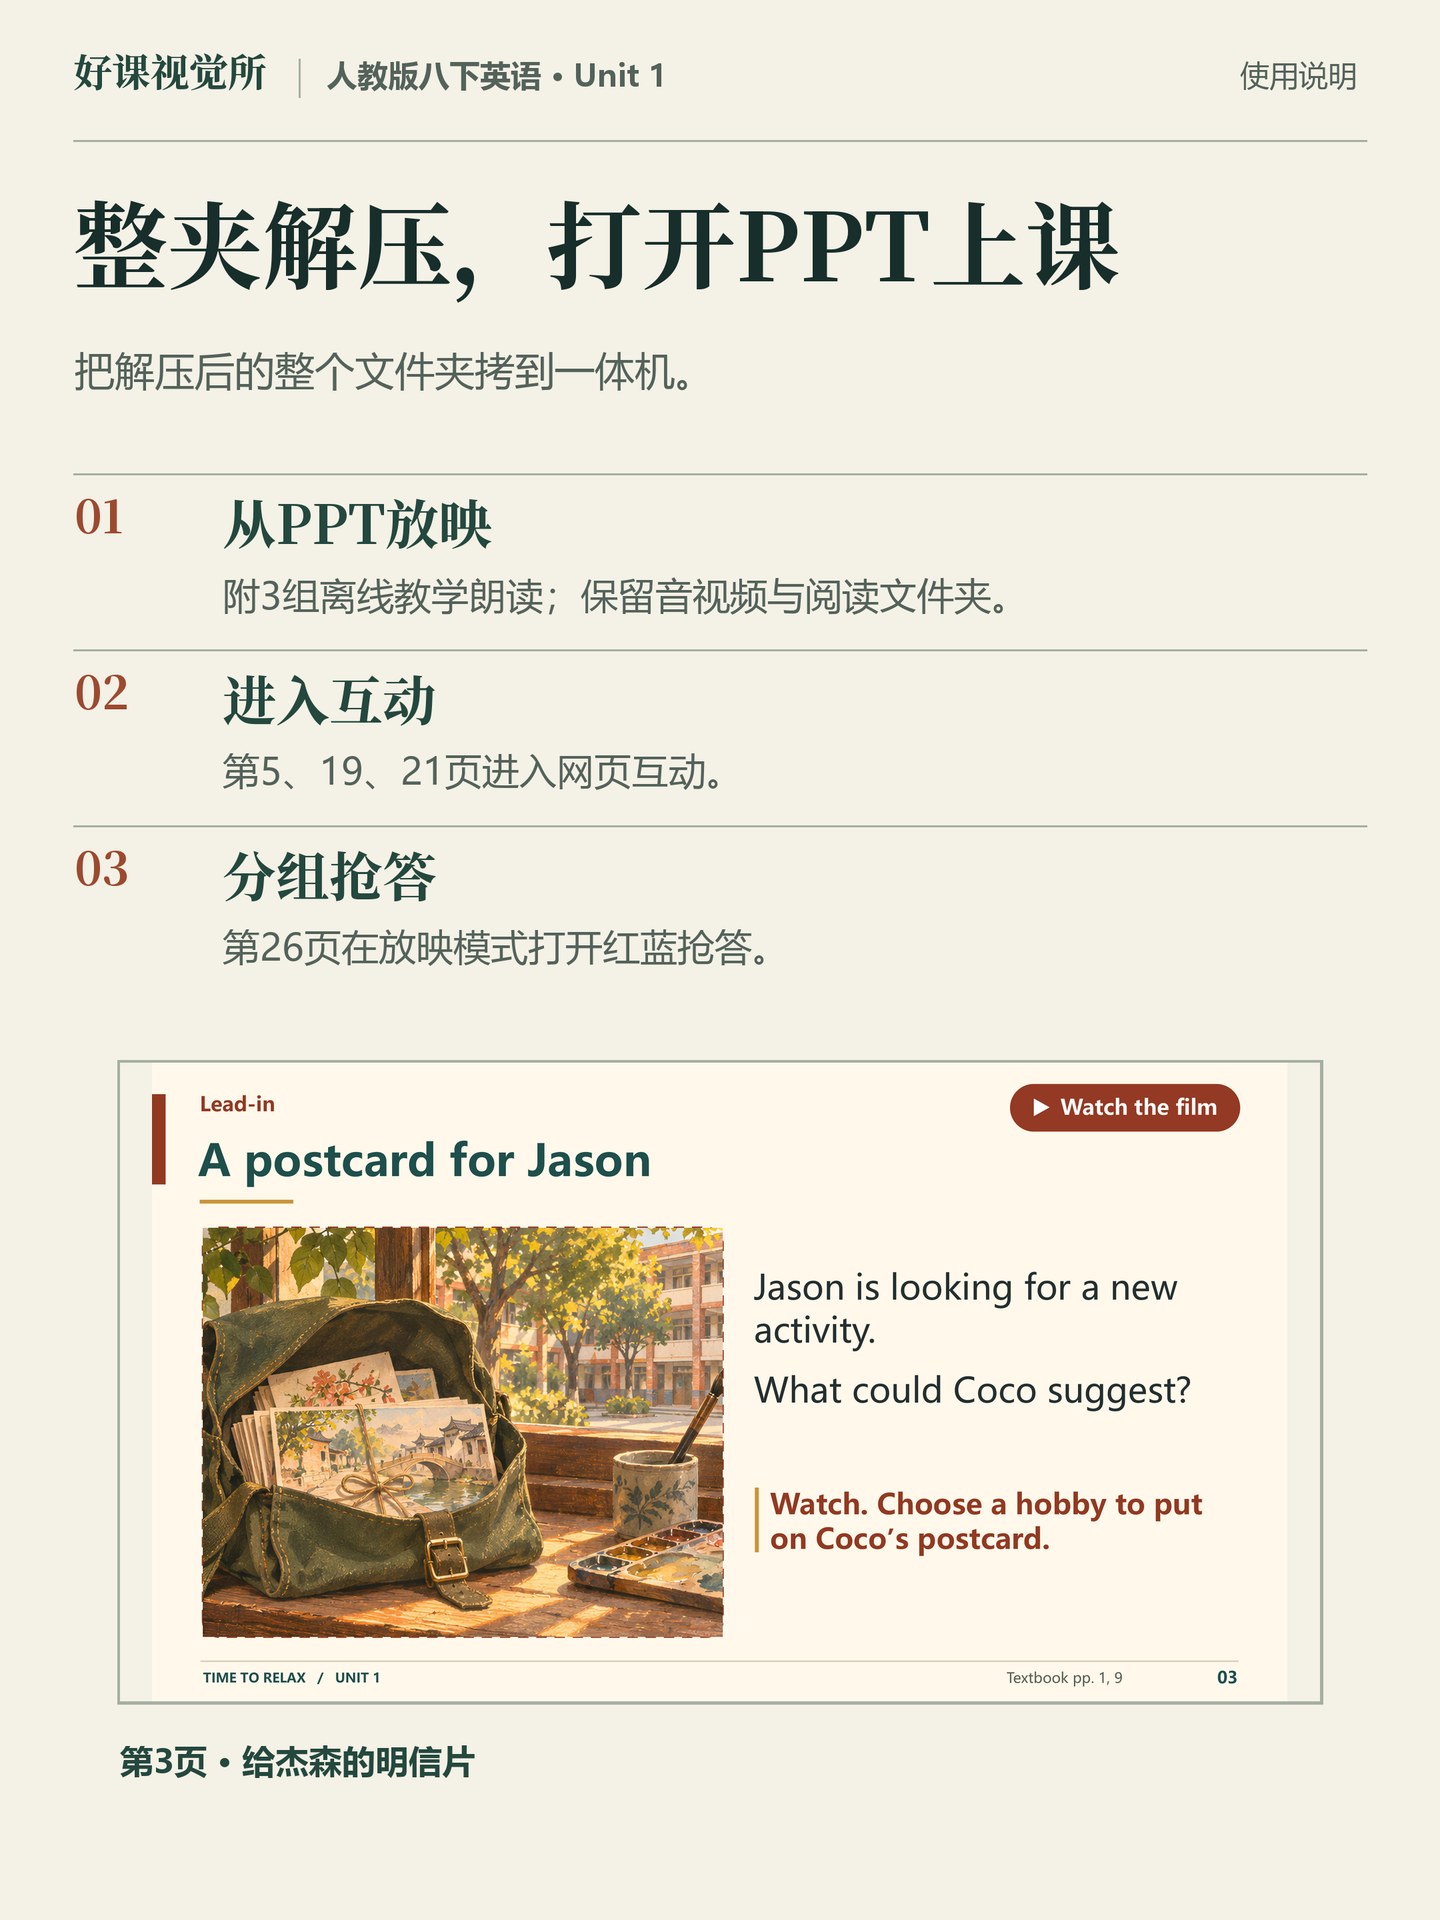 好课视觉所
人教版八下英语 • Unit 1
使用说明
整夹解压，打开PPT上课
把解压后的整个文件夹拷到一体机。
01
从PPT放映
附3组离线教学朗读；保留音视频与阅读文件夹。
02
进入互动
第5、19、21页进入网页互动。
03
分组抢答
第26页在放映模式打开红蓝抢答。
Lead-in
▶ Watch the film
A postcard for Jason
Jason is looking for a new
activity.
What could Coco suggest?
Watch. Choose a hobby to put
on Coco’s postcard.
TIME TO RELAX / UNIT 1
Textbook pp. 1, 9
03
第3页 • 给杰森的明信片